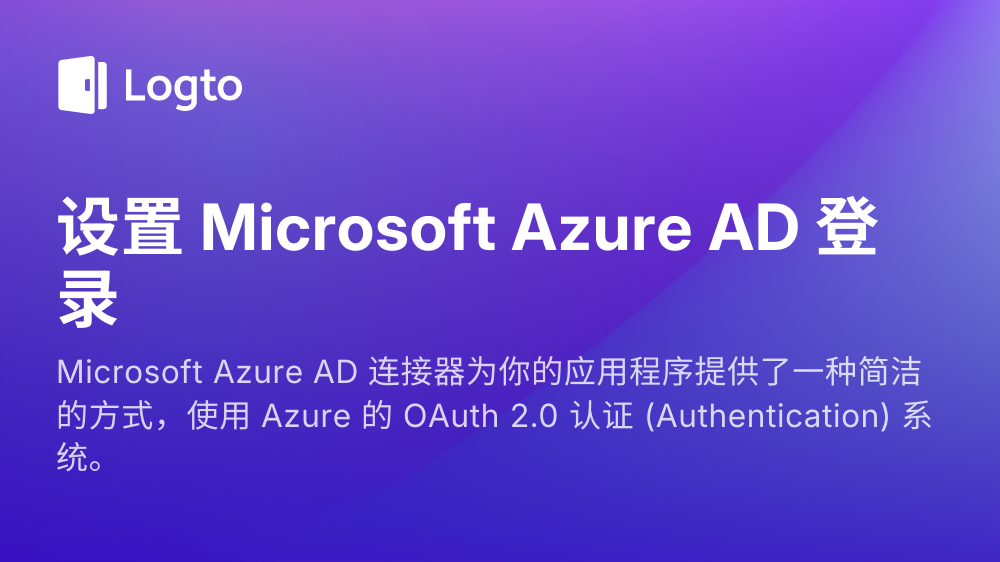 Logto
设置 Microsoft Azure AD 登
录
Microsoft Azure AD 连接器为你的应用程序提供了一种简洁
的方式，使用 Azure 的 OAuth 2.0 认证 (Authentication) 系
统。